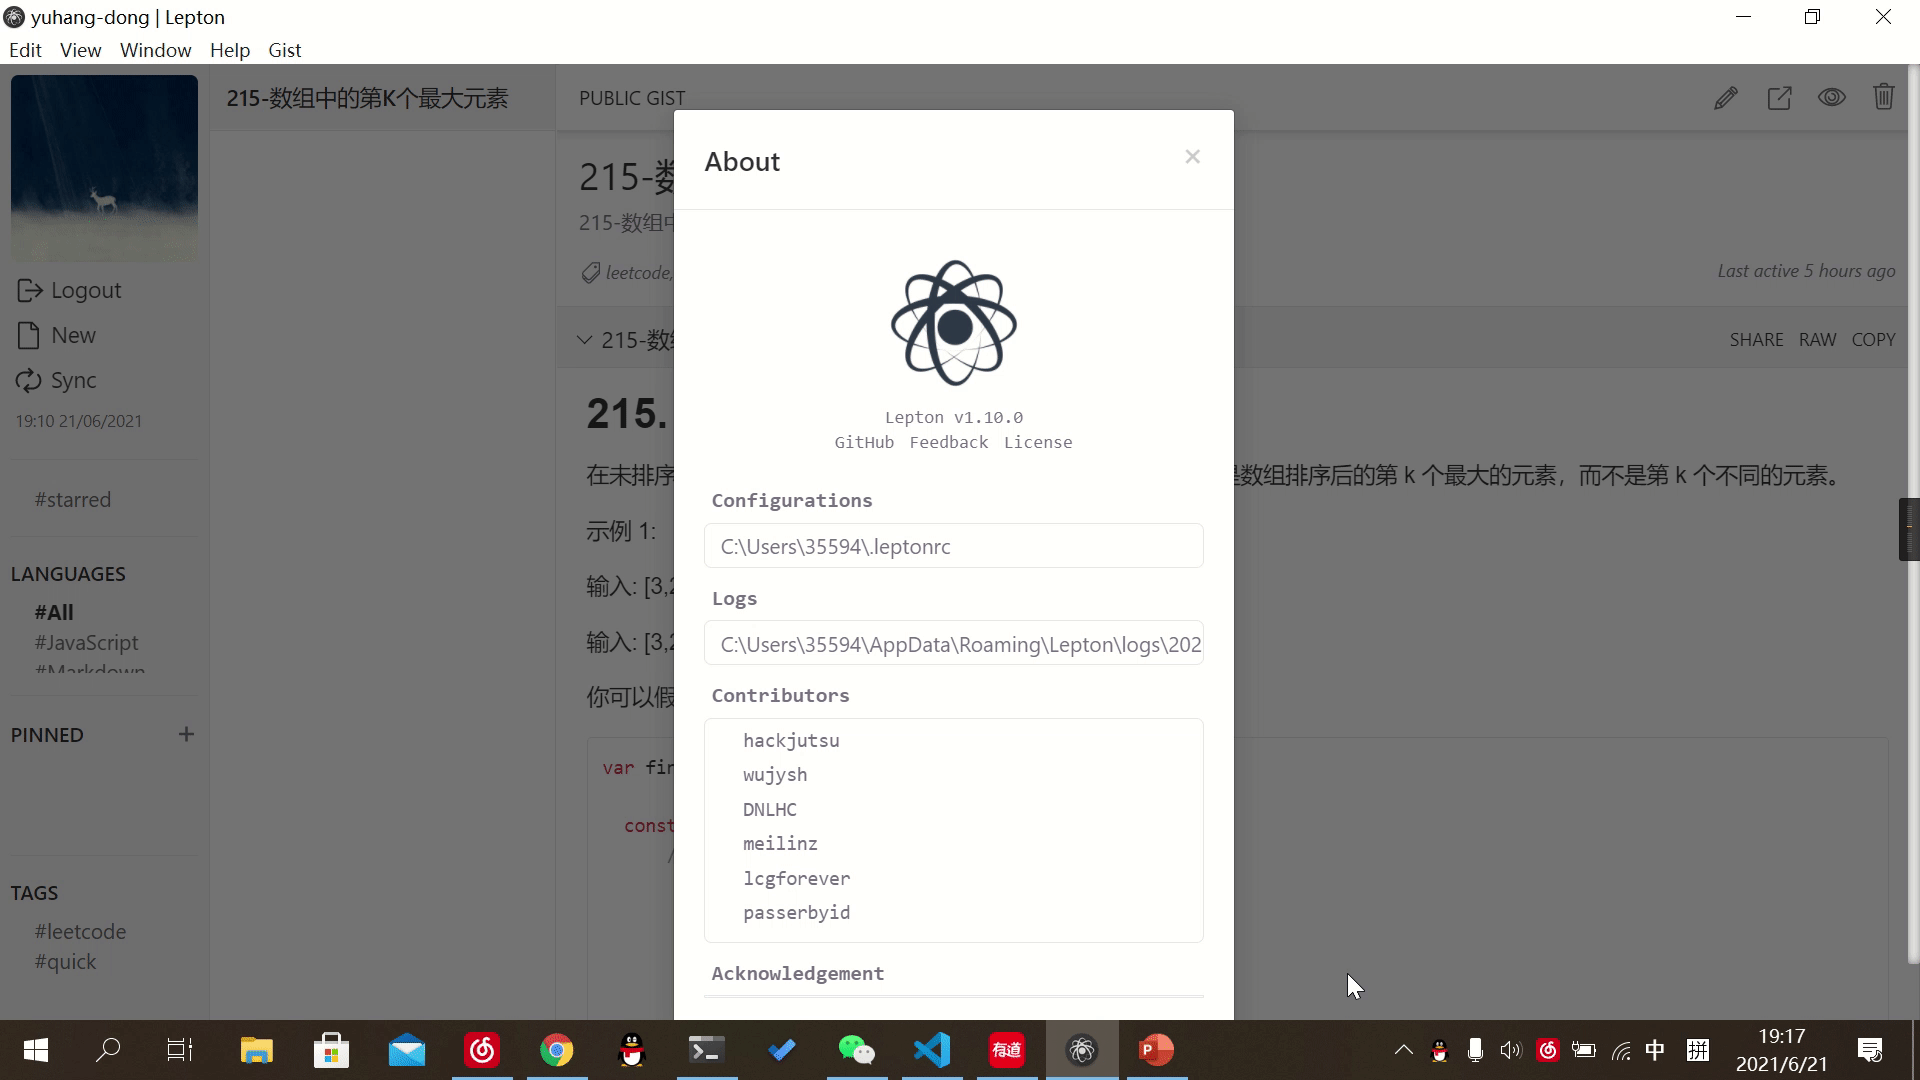 yuhang-dong | Lepton
Edit View Window Help Gist
215-数组中的第K个最大元素
PUBLIC GIST
215-数
215-数组中
leetcode,
Last active 5 hours ago
215-数
SHARE RAW COPY
215.
在未排序
是数组排序后的第 k 个最大的元素，而不是第 k 个不同的元素。
示例 1:
输入: [3,2
输入: [3,2
你可以假
var fin
const
/
Logout
New
Sync
19:10 21/06/2021
#starred
LANGUAGES
#All
#JavaScript
#Markdown
PINNED +
TAGS
#leetcode
#quick
About ×
Lepton v1.10.0
GitHub Feedback License
Configurations
C:\Users\35594\.leptonrc
Logs
C:\Users\35594\AppData\Roaming\Lepton\logs\202
Contributors
hackjutsu
wujysh
DNLHC
meilinz
lcgforever
passerbyid
Acknowledgement
有道
P
中
拼
19:17
2021/6/21